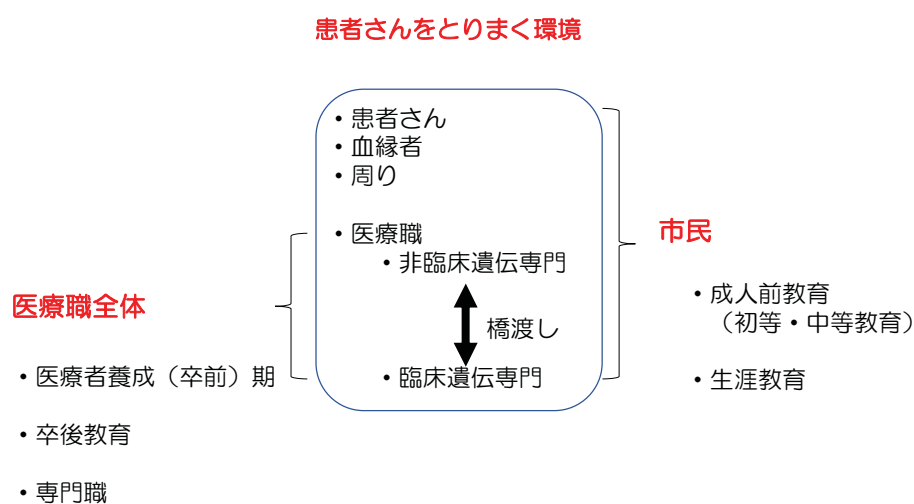 患者さんをとりまく環境
・患者さん
・血縁者
・周り
・医療職
・非臨床遺伝専門
橋渡し
・臨床遺伝専門
医療職全体
・医療者養成（卒前）期
・卒後教育
・専門職
市民
・成人前教育
（初等・中等教育）
・生涯教育